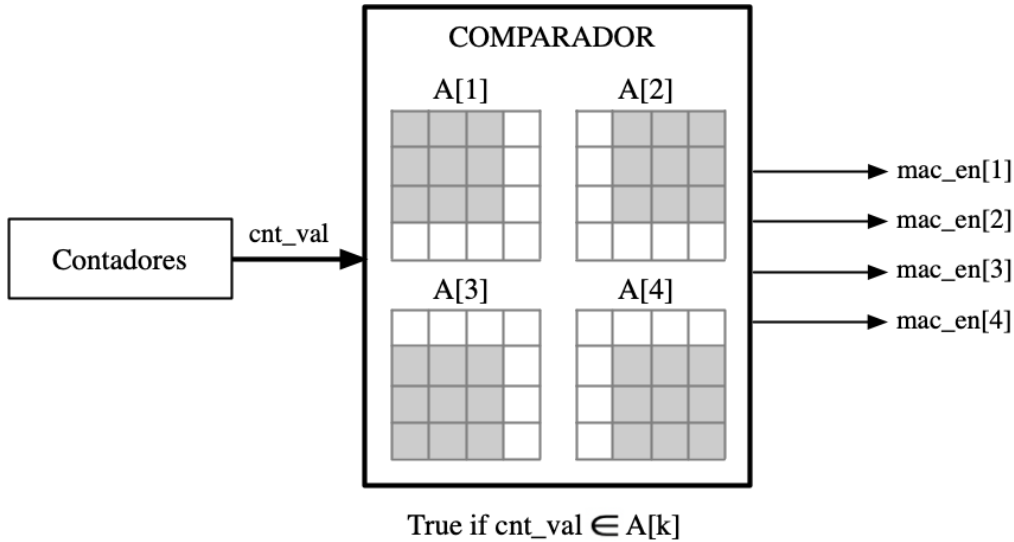 COMPARADOR
A[1]
A[2]
mac_en[1]
mac_en[2]
mac_en[3]
mac_en[4]
cnt_val
Contadores
A[3]
A[4]
True if cnt_val ∈ A[k]